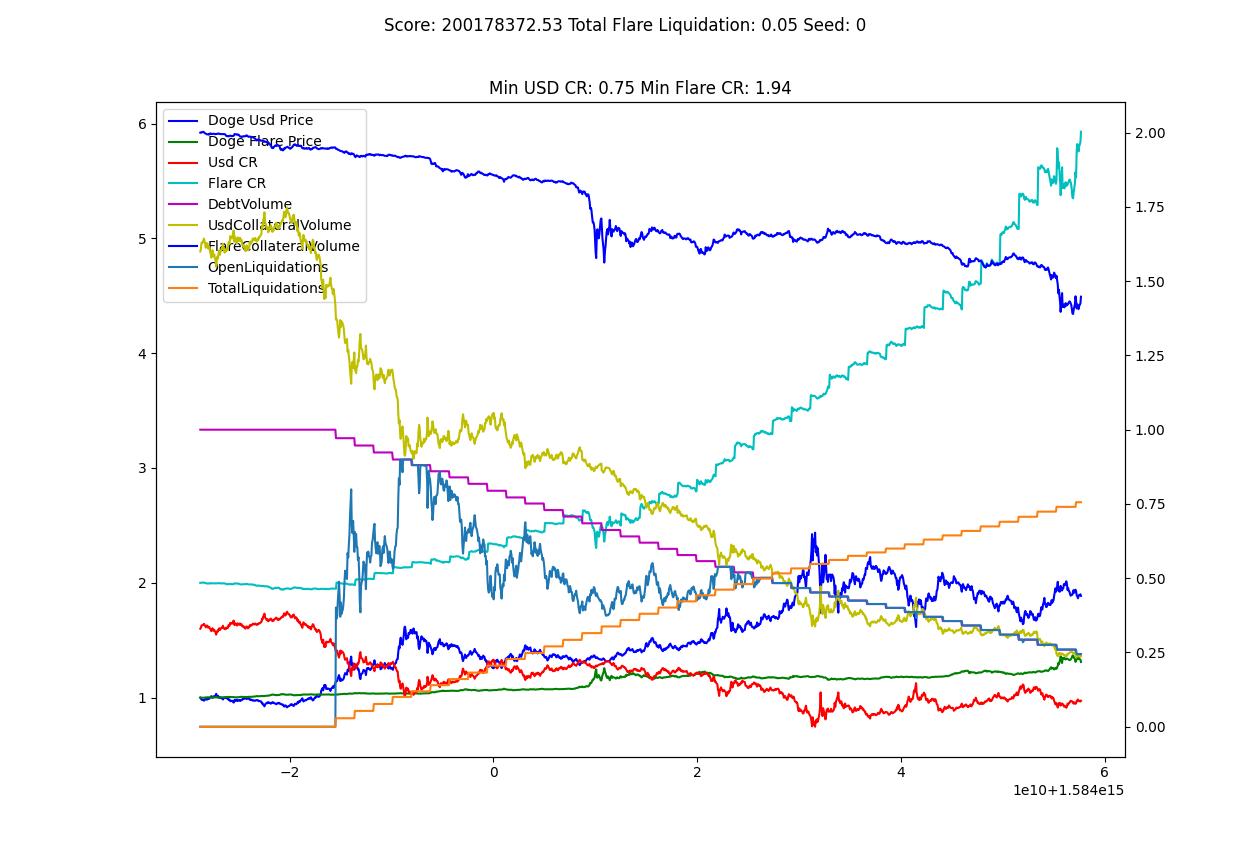 Score: 200178372.53 Total Flare Liquidation: 0.05 Seed: 0
Min USD CR: 0.75 Min Flare CR: 1.94
Doge Usd Price
Doge Flare Price
Usd CR
Flare CR
DebtVolume
UsdCollateralVolume
FlareCollateralVolume
OpenLiquidations
TotalLiquidations
6
5
4
3
2
1
2.00
1.75
1.50
1.25
1.00
0.75
0.50
0.25
0.00
−2
0
2
4
6
1e10+1.584e15